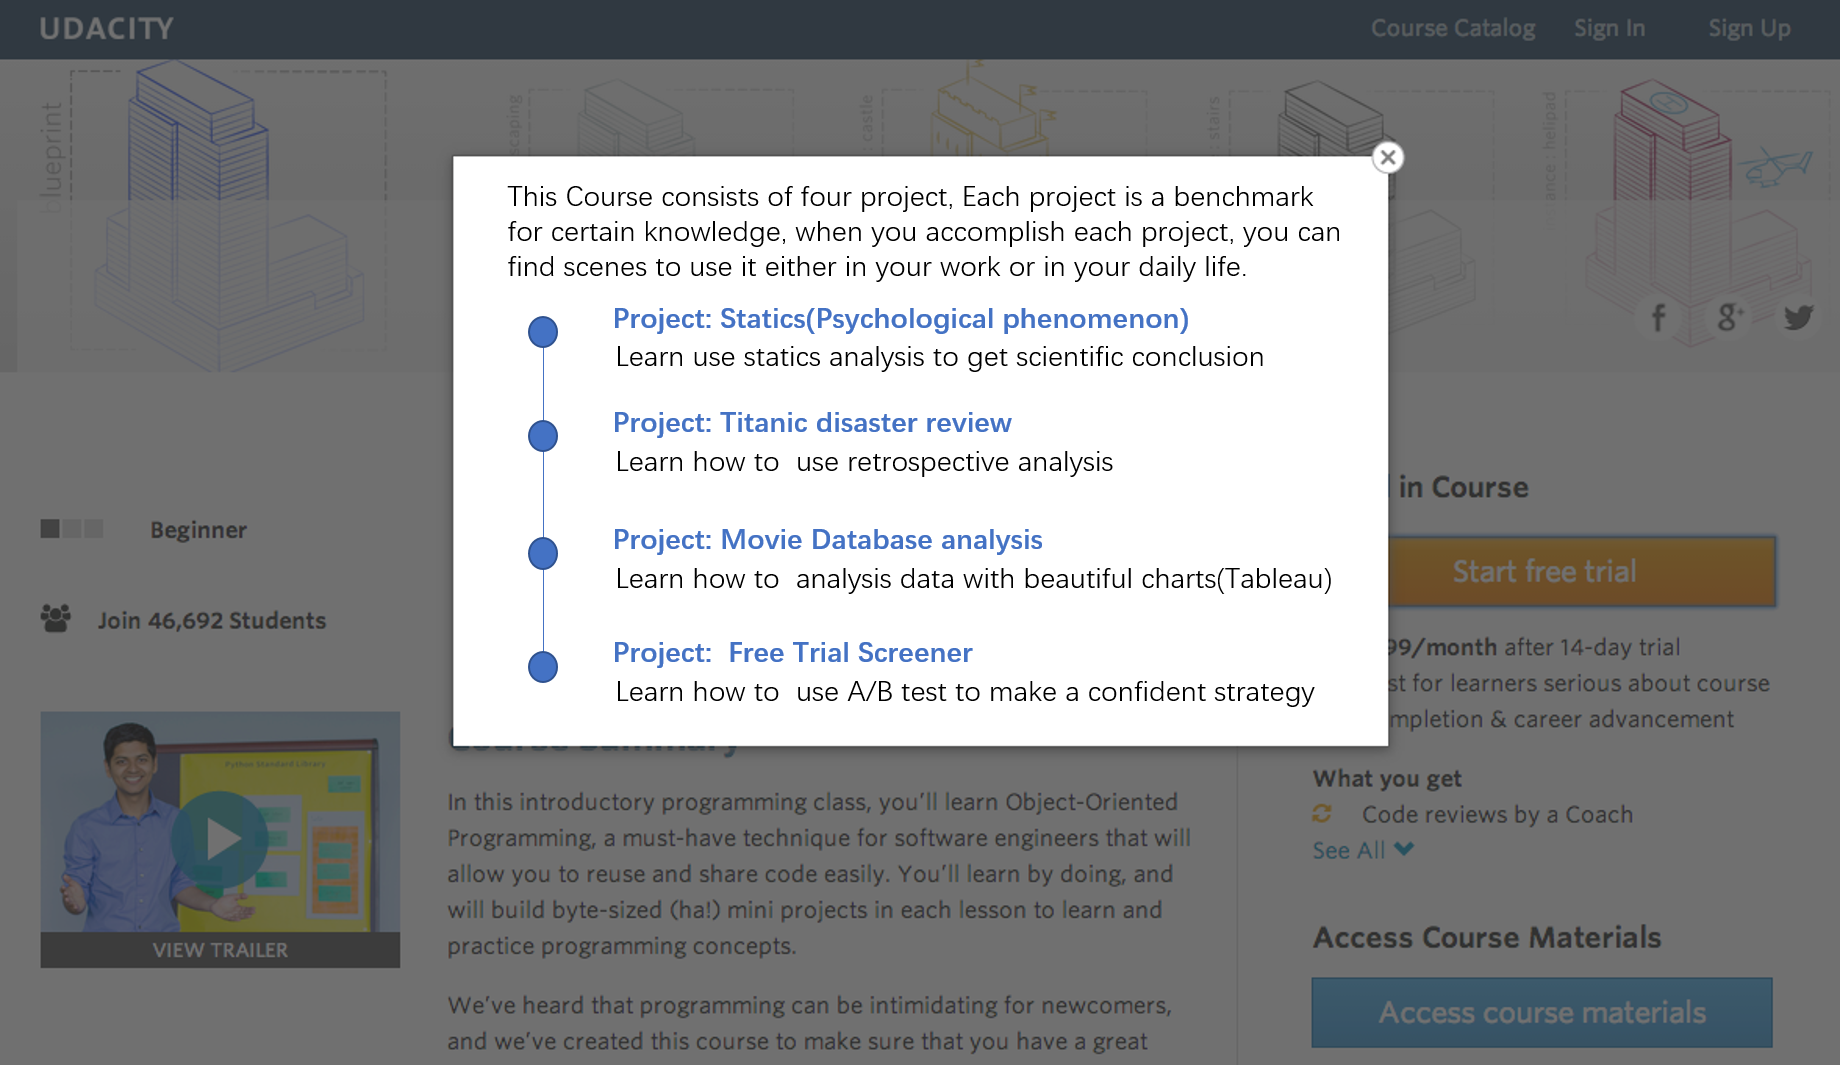 UDACITY
Course Catalog
Sign In
Sign Up
blueprint
scaping
: castle
: stairs
ance : helipad
This Course consists of four project, Each project is a benchmark
for certain knowledge, when you accomplish each project, you can
find scenes to use it either in your work or in your daily life.
Project: Statics(Psychological phenomenon)
Learn use statics analysis to get scientific conclusion
Project: Titanic disaster review
Learn how to  use retrospective analysis
Project: Movie Database analysis
Learn how to  analysis data with beautiful charts(Tableau)
Project:  Free Trial Screener
Learn how to  use A/B test to make a confident strategy
Beginner
Join 46,692 Students
Python Standard Library
VIEW TRAILER
Course Summary
In this introductory programming class, you’ll learn Object-Oriented
Programming, a must-have technique for software engineers that will
allow you to reuse and share code easily. You’ll learn by doing, and
will build byte-sized (ha!) mini projects in each lesson to learn and
practice programming concepts.
We’ve heard that programming can be intimidating for newcomers,
and we’ve created this course to make sure that you have a great
in Course
Start free trial
99/month after 14-day trial
st for learners serious about course
mpletion & career advancement
What you get
Code reviews by a Coach
See All
Access Course Materials
Access course materials